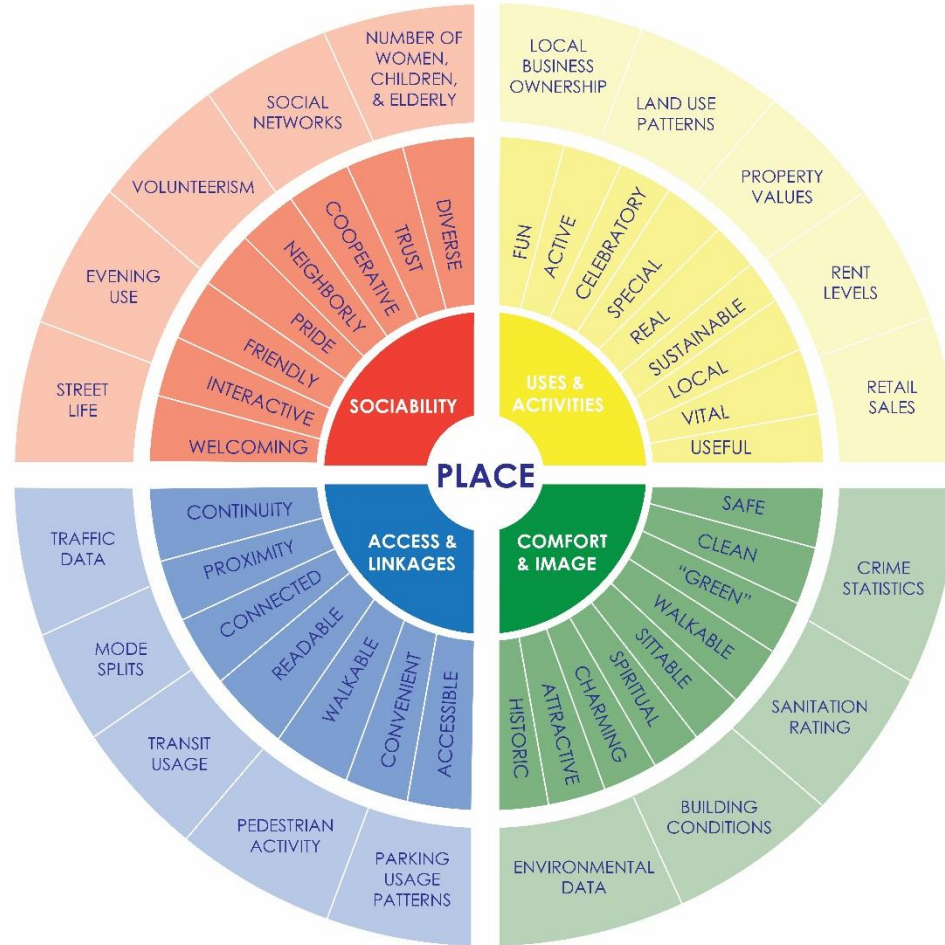 NUMBER OF
WOMEN,
CHILDREN,
& ELDERLY
SOCIAL
NETWORKS
VOLUNTEERISM
EVENING
USE
STREET
LIFE
DIVERSE
TRUST
COOPERATIVE
NEIGHBORLY
PRIDE
FRIENDLY
INTERACTIVE
WELCOMING
SOCIABILITY
LOCAL
BUSINESS
OWNERSHIP
LAND USE
PATTERNS
PROPERTY
VALUES
RENT
LEVELS
RETAIL
SALES
FUN
ACTIVE
CELEBRATORY
SPECIAL
REAL
SUSTAINABLE
LOCAL
VITAL
USEFUL
USES &
ACTIVITIES
PLACE
ACCESS &
LINKAGES
CONTINUITY
PROXIMITY
CONNECTED
READABLE
WALKABLE
CONVENIENT
ACCESSIBLE
TRAFFIC
DATA
MODE
SPLITS
TRANSIT
USAGE
PEDESTRIAN
ACTIVITY
PARKING
USAGE
PATTERNS
COMFORT
& IMAGE
SAFE
CLEAN
“GREEN”
WALKABLE
SITTABLE
SPIRITUAL
CHARMING
ATTRACTIVE
HISTORIC
CRIME
STATISTICS
SANITATION
RATING
BUILDING
CONDITIONS
ENVIRONMENTAL
DATA